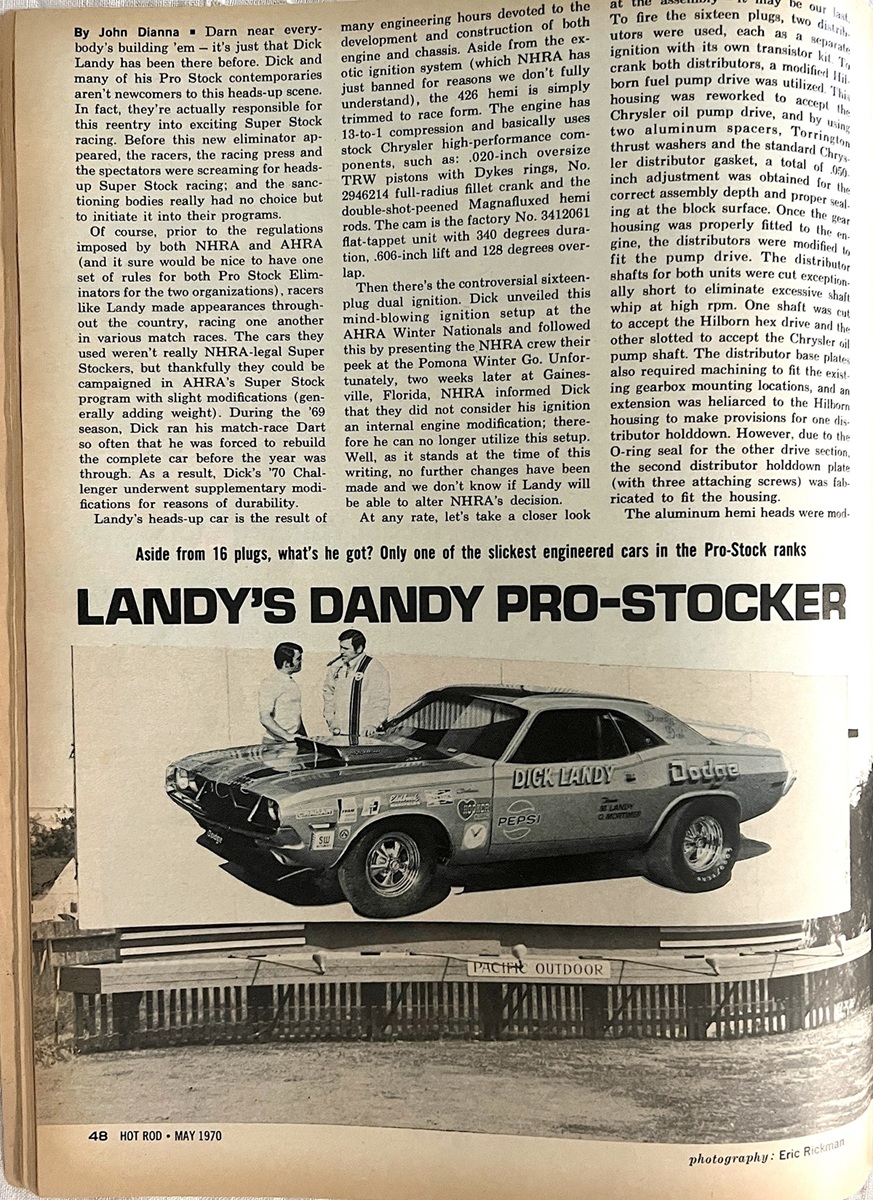 By John Dianna ▪ Darn near every-
body's building 'em — it's just that Dick
Landy has been there before. Dick and
many of his Pro Stock contemporaries
aren't newcomers to this heads-up scene.
In fact, they're actually responsible for
this reentry into exciting Super Stock
racing. Before this new eliminator ap-
peared, the racers, the racing press and
the spectators were screaming for heads-
up Super Stock racing; and the sanc-
tioning bodies really had no choice but
to initiate it into their programs.
Of course, prior to the regulations
imposed by both NHRA and AHRA
(and it sure would be nice to have one
set of rules for both Pro Stock Elim-
inators for the two organizations), racers
like Landy made appearances through-
out the country, racing one another
in various match races. The cars they
used weren't really NHRA-legal Super
Stockers, but thankfully they could be
campaigned in AHRA's Super Stock
program with slight modifications (gen-
erally adding weight). During the '69
season, Dick ran his match-race Dart
so often that he was forced to rebuild
the complete car before the year was
through. As a result, Dick's '70 Chal-
lenger underwent supplementary modi-
fications for reasons of durability.
Landy's heads-up car is the result of
many engineering hours devoted to the
development and construction of both
engine and chassis. Aside from the ex-
otic ignition system (which NHRA has
just banned for reasons we don't fully
understand), the 426 hemi is simply
trimmed to race form. The engine has
13-to-1 compression and basically uses
stock Chrysler high-performance com-
ponents, such as: .020-inch oversize
TRW pistons with Dykes rings, No.
2946214 full-radius fillet crank and the
double-shot-peened Magnafluxed hemi
rods. The cam is the factory No. 3412061
flat-tappet unit with 340 degrees dura-
tion, .606-inch lift and 128 degrees over-
lap.
Then there's the controversial sixteen-
plug dual ignition. Dick unveiled this
mind-blowing ignition setup at the
AHRA Winter Nationals and followed
this by presenting the NHRA crew their
peek at the Pomona Winter Go. Unfor-
tunately, two weeks later at Gaines-
ville, Florida, NHRA informed Dick
that they did not consider his ignition
an internal engine modification; there-
fore he can no longer utilize this setup.
Well, as it stands at the time of this
writing, no further changes have been
made and we don't know if Landy will
be able to alter NHRA's decision.
At any rate, let's take a closer look
at the assembly — it may be our last.
To fire the sixteen plugs, two distrib-
utors were used, each as a separate
ignition with its own transistor kit. To
crank both distributors, a modified Hil-
born fuel pump drive was utilized. This
housing was reworked to accept the
Chrysler oil pump drive, and by using
two aluminum spacers, Torrington
thrust washers and the standard Chrys-
ler distributor gasket, a total of .050-
inch adjustment was obtained for the
correct assembly depth and proper seal-
ing at the block surface. Once the gear
housing was properly fitted to the en-
gine, the distributors were modified to
fit the pump drive. The distributor
shafts for both units were cut exception-
ally short to eliminate excessive shaft
whip at high rpm. One shaft was cut
to accept the Hilborn hex drive and the
other slotted to accept the Chrysler oil
pump shaft. The distributor base plates
also required machining to fit the exist-
ing gearbox mounting locations, and an
extension was heliarced to the Hilborn
housing to make provisions for one dis-
tributor holddown. However, due to the
O-ring seal for the other drive section,
the second distributor holddown plate
(with three attaching screws) was fab-
ricated to fit the housing.
The aluminum hemi heads were mod-
Aside from 16 plugs, what's he got? Only one of the slickest engineered cars in the Pro-Stock ranks
LANDY'S DANDY PRO-STOCKER
DICK LANDY
Dodge
PEPSI
M. LANDY
SW
Dodge
PACIFIC OUTDOOR
48 HOT ROD • MAY 1970
photography: Eric Rickman